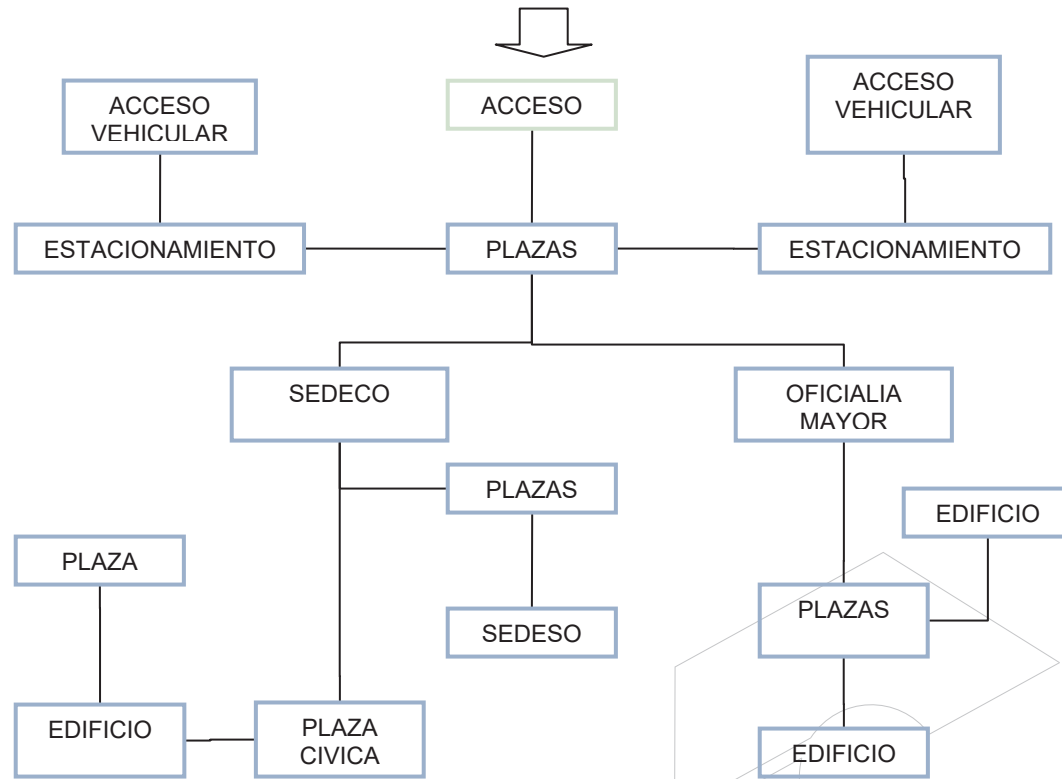 ACCESO
VEHICULAR
ACCESO
ACCESO
VEHICULAR
ESTACIONAMIENTO
PLAZAS
ESTACIONAMIENTO
SEDECO
OFICIALIA
MAYOR
PLAZAS
EDIFICIO
PLAZA
PLAZAS
SEDESO
EDIFICIO
PLAZA
CIVICA
EDIFICIO